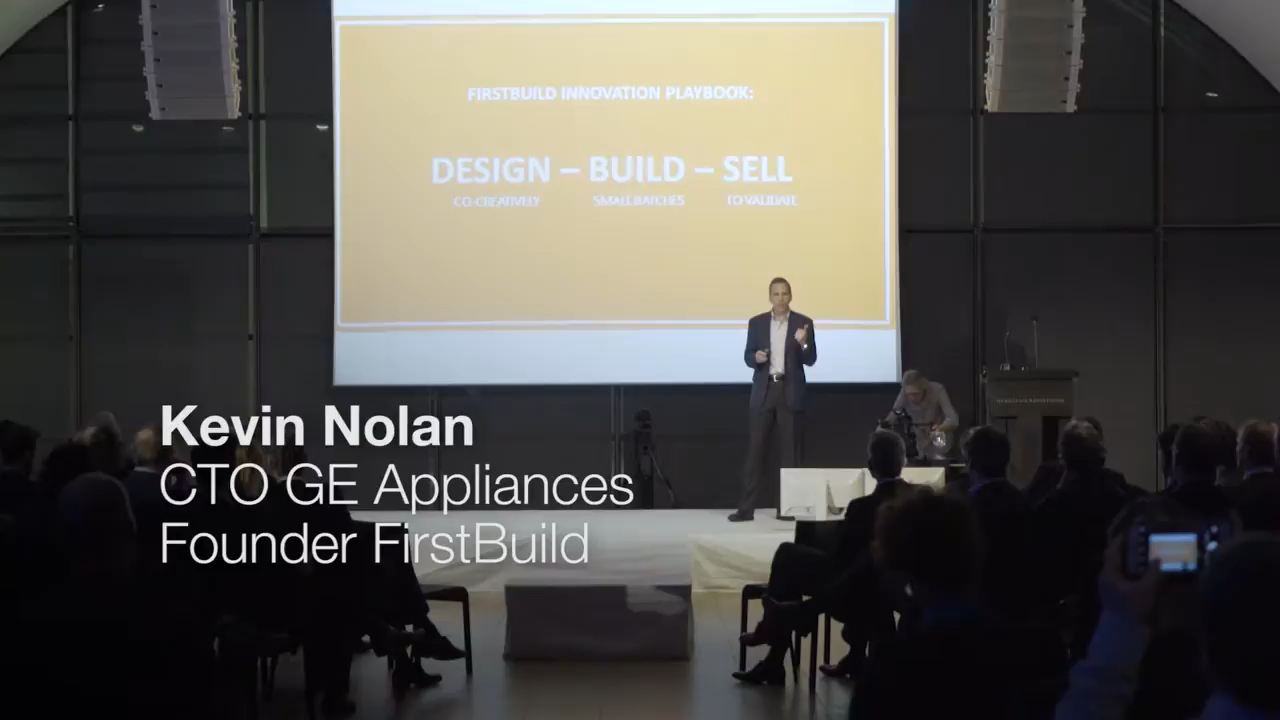 FIRSTBUILD INNOVATION PLAYBOOK:
DESIGN – BUILD – SELL
CO-CREATIVELY SMALL BATCHES TO VALIDATE
Kevin Nolan
CTO GE Appliances
Founder FirstBuild